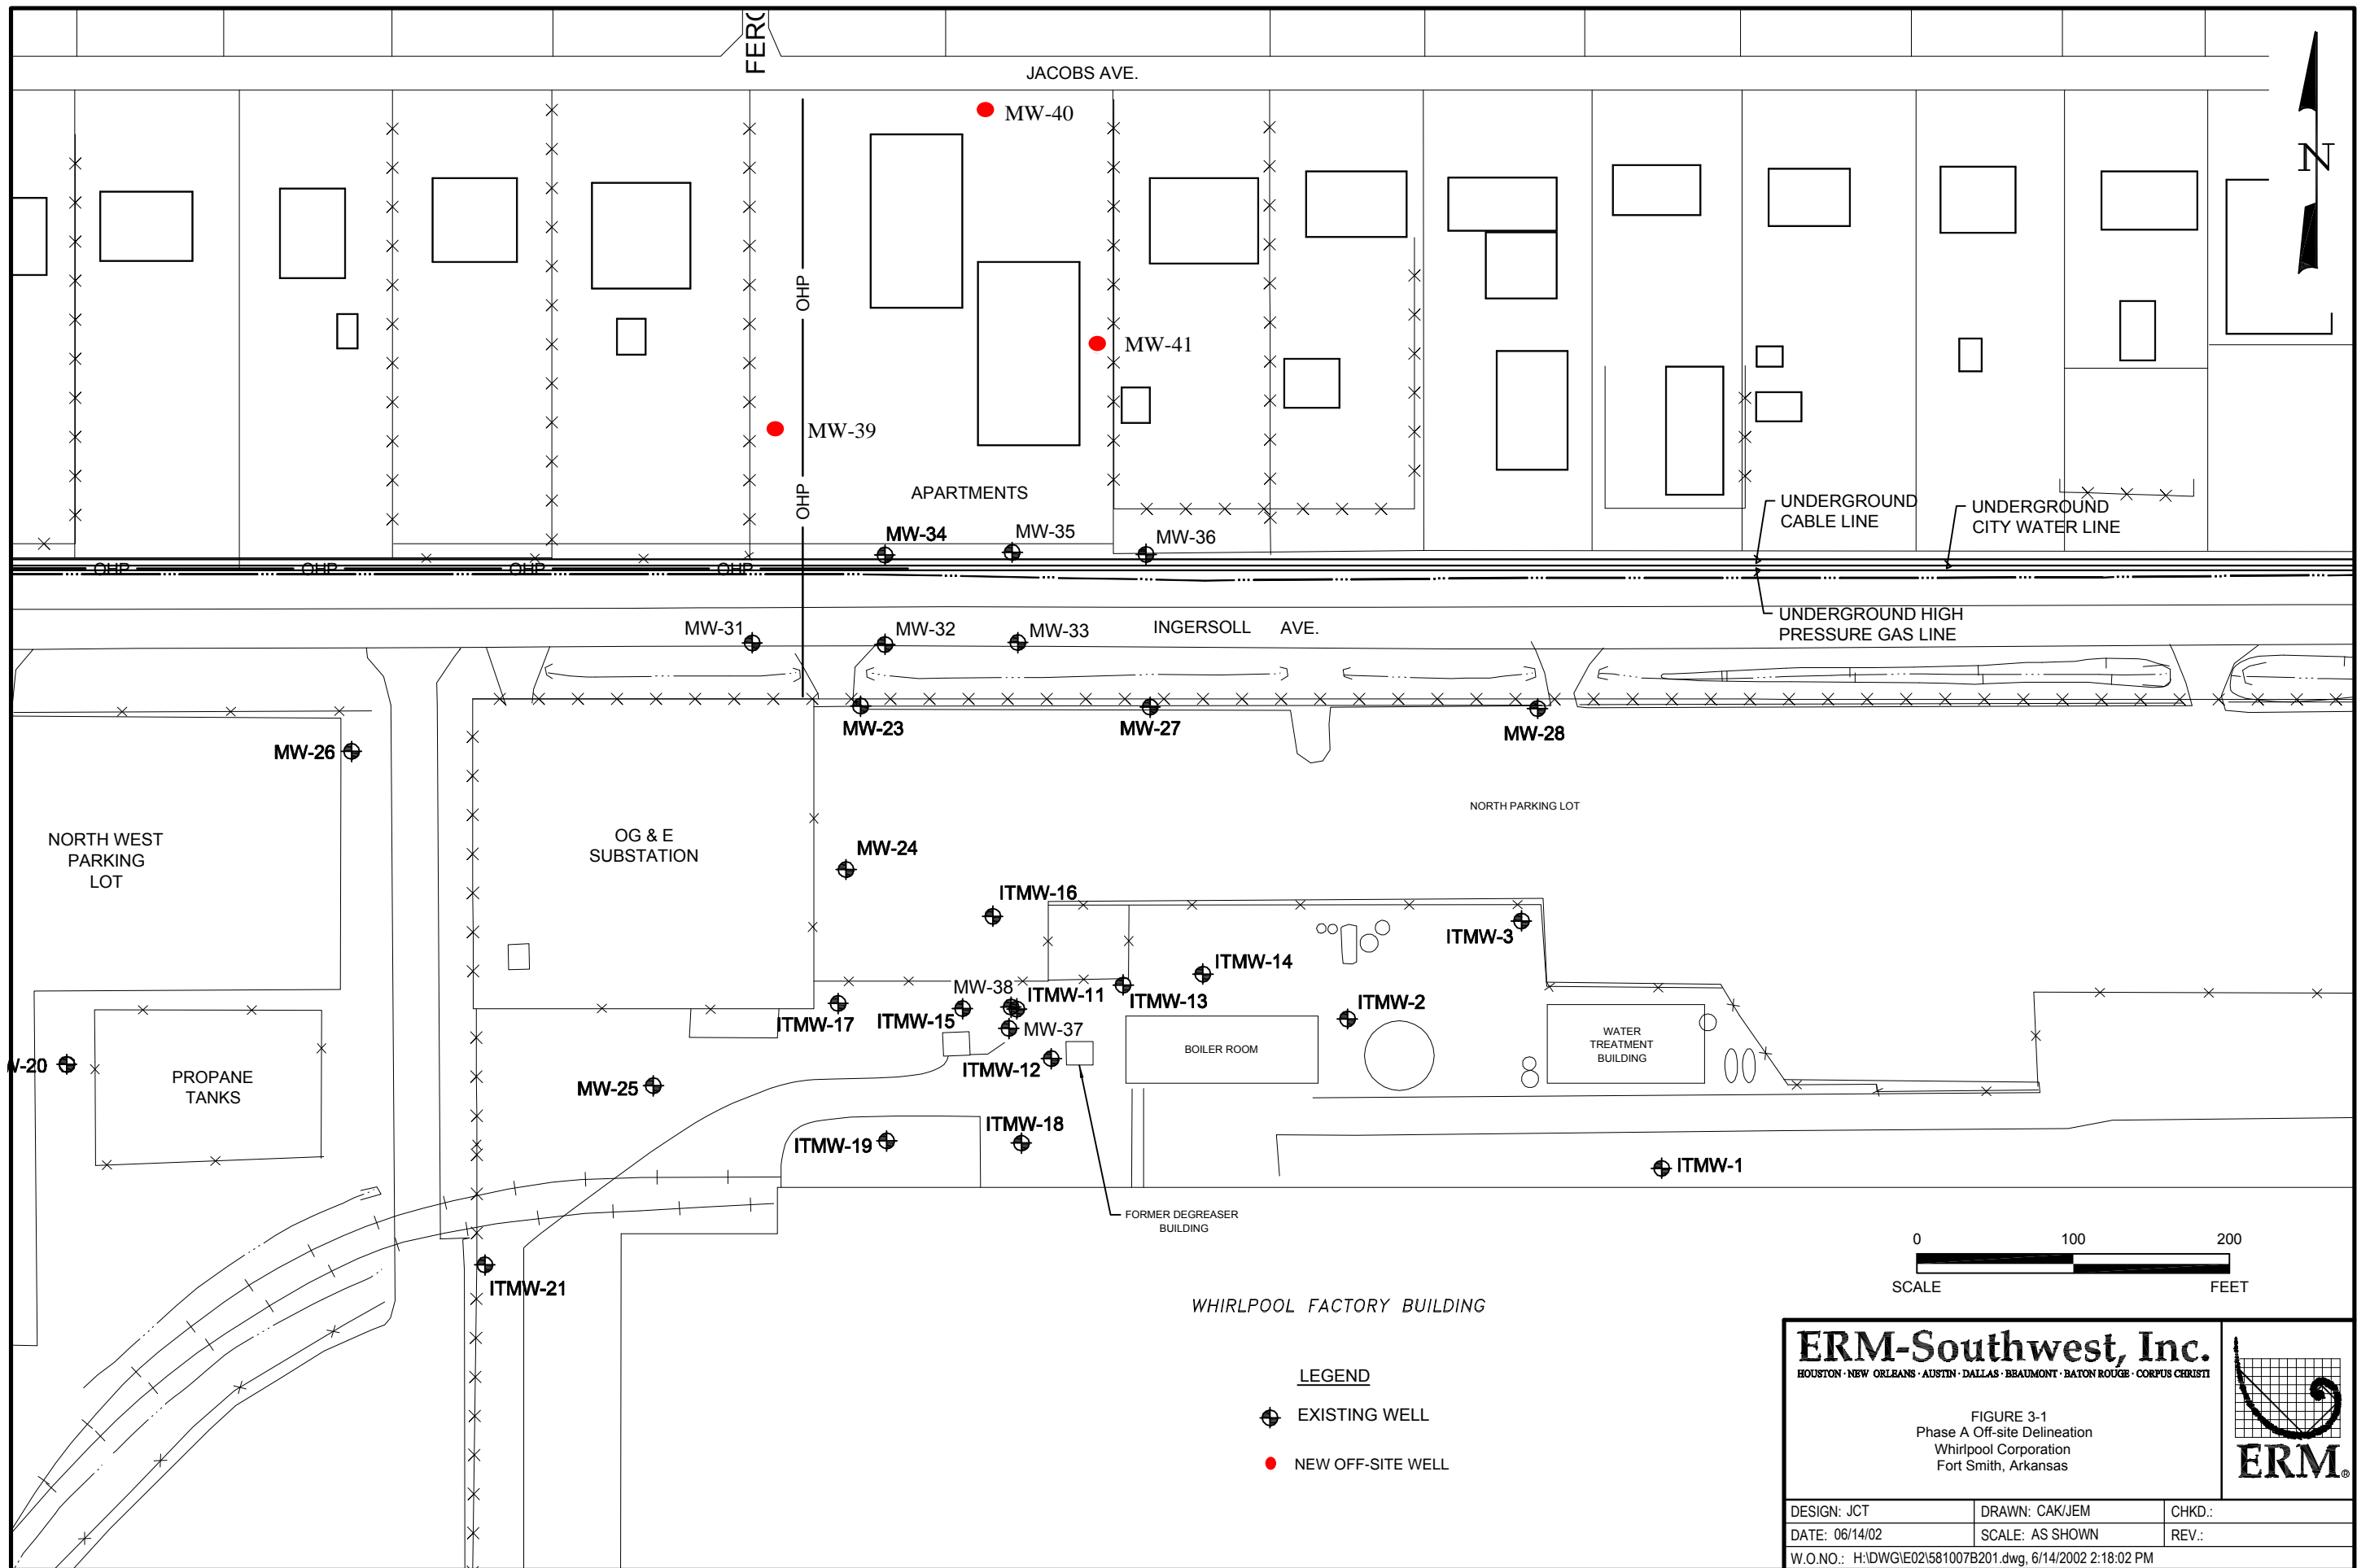 FERC
JACOBS AVE.
MW-40
N
OHP
MW-41
MW-39
OHP
APARTMENTS
UNDERGROUND
CABLE LINE
UNDERGROUND
CITY WATER LINE
MW-34
MW-35
MW-36
OHP
OHP
OHP
OHP
UNDERGROUND HIGH
PRESSURE GAS LINE
MW-31
MW-32
MW-33
INGERSOLL AVE.
MW-23
MW-27
MW-28
MW-26
NORTH PARKING LOT
NORTH WEST
PARKING
LOT
OG & E
SUBSTATION
MW-24
ITMW-16
ITMW-3
ITMW-14
MW-38
ITMW-11
ITMW-13
ITMW-2
ITMW-17
ITMW-15
MW-37
WATER
TREATMENT
BUILDING
BOILER ROOM
-20
ITMW-12
PROPANE
TANKS
MW-25
ITMW-18
ITMW-19
ITMW-1
FORMER DEGREASER
BUILDING
0 100 200
SCALE FEET
ITMW-21
WHIRLPOOL FACTORY BUILDING
LEGEND
EXISTING WELL
NEW OFF-SITE WELL
ERM-Southwest, Inc.
HOUSTON · NEW ORLEANS · AUSTIN · DALLAS · BEAUMONT · BATON ROUGE · CORPUS CHRISTI
FIGURE 3-1
Phase A Off-site Delineation
Whirlpool Corporation
Fort Smith, Arkansas
ERM®
DESIGN: JCT DRAWN: CAK/JEM CHKD.:
DATE: 06/14/02 SCALE: AS SHOWN REV.:
W.O.NO.: H:\DWG\E02\581007B201.dwg, 6/14/2002 2:18:02 PM